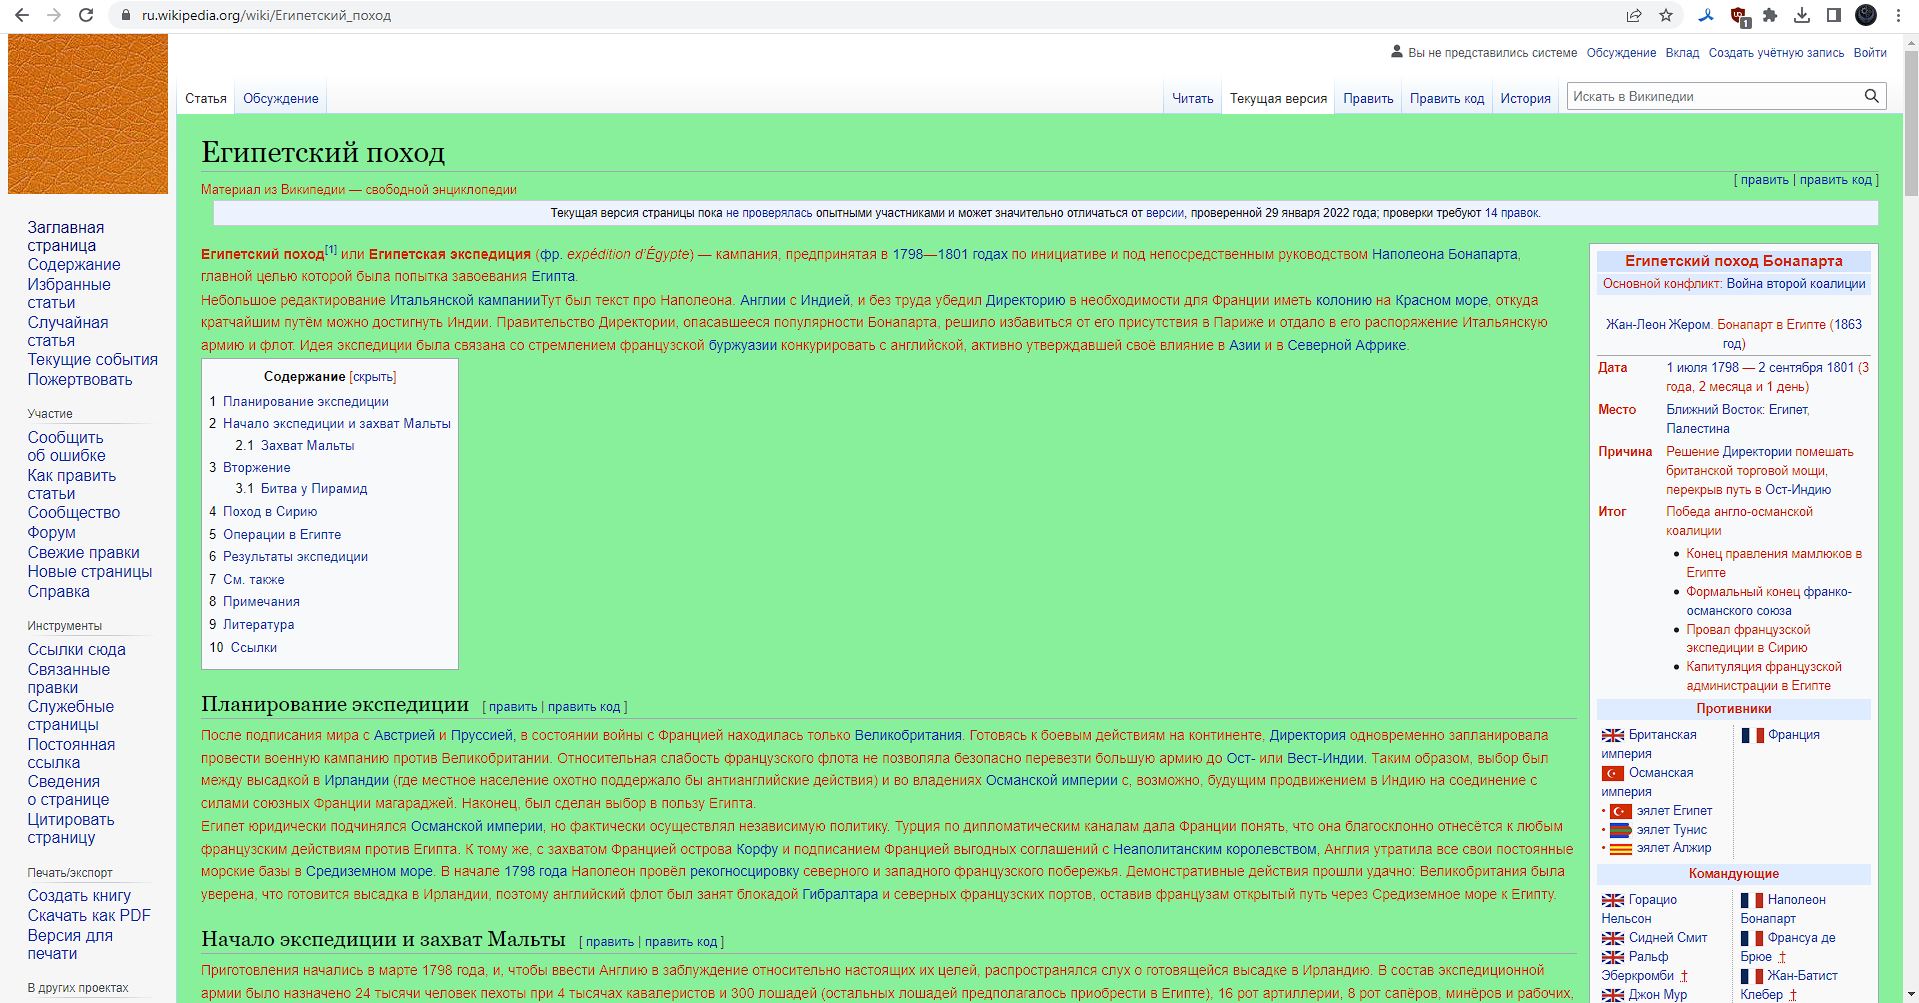 ru.wikipedia.org/wiki/Египетский_поход
1
Вы не представились системе Обсуждение Вклад Создать учётную запись Войти
Статья Обсуждение Читать Текущая версия Править Править код История Искать в Википедии
Заглавная
страница
Содержание
Избранные
статьи
Случайная
статья
Текущие события
Пожертвовать
Участие
Сообщить
об ошибке
Как править
статьи
Сообщество
Форум
Свежие правки
Новые страницы
Справка
Инструменты
Ссылки сюда
Связанные
правки
Служебные
страницы
Постоянная
ссылка
Сведения
о странице
Цитировать
страницу
Печать/экспорт
Создать книгу
Скачать как PDF
Версия для
печати
В других проектах
Египетский поход
[ править | править код ]
Материал из Википедии — свободной энциклопедии
Текущая версия страницы пока не проверялась опытными участниками и может значительно отличаться от версии, проверенной 29 января 2022 года; проверки требуют 14 правок.
Египетский поход[1] или Египетская экспедиция (фр. expédition d'Égypte) — кампания, предпринятая в 1798—1801 годах по инициативе и под непосредственным руководством Наполеона Бонапарта,
главной целью которой была попытка завоевания Египта.
Небольшое редактирование Итальянской кампанииТут был текст про Наполеона. Англии с Индией, и без труда убедил Директорию в необходимости для Франции иметь колонию на Красном море, откуда
кратчайшим путём можно достигнуть Индии. Правительство Директории, опасавшееся популярности Бонапарта, решило избавиться от его присутствия в Париже и отдало в его распоряжение Итальянскую
армию и флот. Идея экспедиции была связана со стремлением французской буржуазии конкурировать с английской, активно утверждавшей своё влияние в Азии и в Северной Африке.
Содержание [скрыть]
1 Планирование экспедиции
2 Начало экспедиции и захват Мальты
2.1 Захват Мальты
3 Вторжение
3.1 Битва у Пирамид
4 Поход в Сирию
5 Операции в Египте
6 Результаты экспедиции
7 См. также
8 Примечания
9 Литература
10 Ссылки
Планирование экспедиции [ править | править код ]
После подписания мира с Австрией и Пруссией, в состоянии войны с Францией находилась только Великобритания. Готовясь к боевым действиям на континенте, Директория одновременно запланировала
провести военную кампанию против Великобритании. Относительная слабость французского флота не позволяла безопасно перевезти большую армию до Ост- или Вест-Индии. Таким образом, выбор был
между высадкой в Ирландии (где местное население охотно поддержало бы антианглийские действия) и во владениях Османской империи с, возможно, будущим продвижением в Индию на соединение с
силами союзных Франции магараджей. Наконец, был сделан выбор в пользу Египта.
Египет юридически подчинялся Османской империи, но фактически осуществлял независимую политику. Турция по дипломатическим каналам дала Франции понять, что она благосклонно отнесётся к любым
французским действиям против Египта. К тому же, с захватом Францией острова Корфу и подписанием Францией выгодных соглашений с Неаполитанским королевством, Англия утратила все свои постоянные
морские базы в Средиземном море. В начале 1798 года Наполеон провёл рекогносцировку северного и западного французского побережья. Демонстративные действия прошли удачно: Великобритания была
уверена, что готовится высадка в Ирландии, поэтому английский флот был занят блокадой Гибралтара и северных французских портов, оставив французам открытый путь через Средиземное море к Египту.
Начало экспедиции и захват Мальты [ править | править код ]
Приготовления начались в марте 1798 года, и, чтобы ввести Англию в заблуждение относительно настоящих их целей, распространялся слух о готовящейся высадке в Ирландию. В состав экспедиционной
армии было назначено 24 тысячи человек пехоты при 4 тысячах кавалеристов и 300 лошадей (остальных лошадей предполагалось приобрести в Египте), 16 рот артиллерии, 8 рот сапёров, минёров и рабочих,
Египетский поход Бонапарта
Основной конфликт: Война второй коалиции
Жан-Леон Жером. Бонапарт в Египте (1863
год)
Дата 1 июля 1798 — 2 сентября 1801 (3
года, 2 месяца и 1 день)
Место Ближний Восток: Египет,
Палестина
Причина Решение Директории помешать
британской торговой мощи,
перекрыв путь в Ост-Индию
Итог Победа англо-османской
коалиции
• Конец правления мамлюков в
Египте
• Формальный конец франко-
османского союза
• Провал французской
экспедиции в Сирию
• Капитуляция французской
администрации в Египте
Противники
Британская
империя
Османская
империя
• эялет Египет
• эялет Тунис
• эялет Алжир
Франция
Командующие
Горацио
Нельсон
Сидней Смит
Ральф
Эберкромби †
Джон Мур
Наполеон
Бонапарт
Франсуа де
Брюе †
Жан-Батист
Клебер †